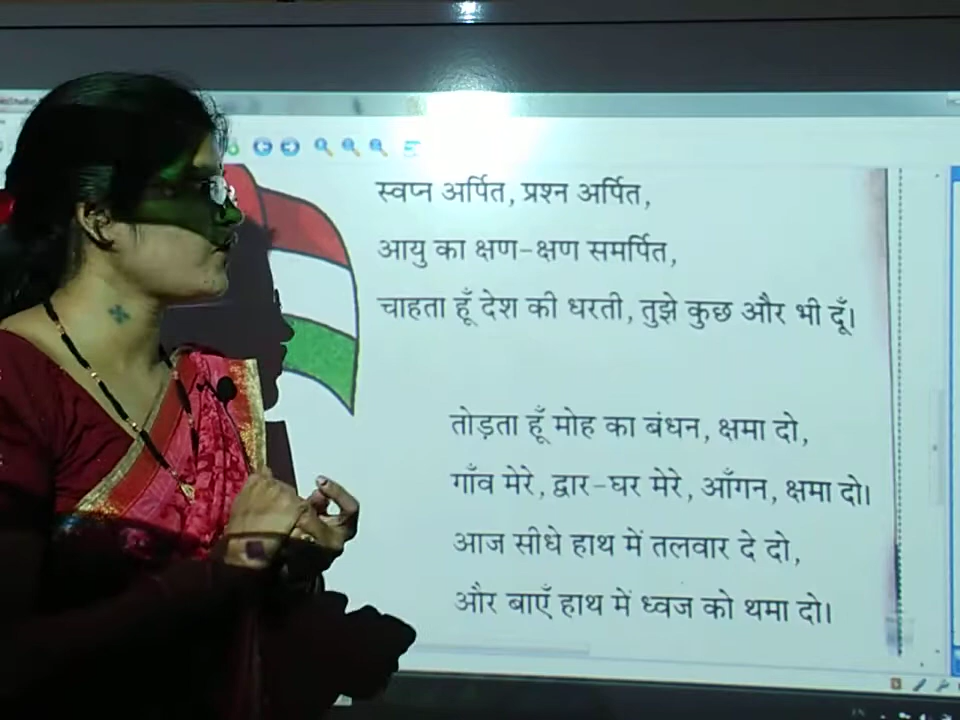 स्वप्न अर्पित, प्रश्न अर्पित,
आयु का क्षण-क्षण समर्पित,
चाहता हूँ देश की धरती, तुझे कुछ और भी दूँ।
तोड़ता हूँ मोह का बंधन, क्षमा दो,
गाँव मेरे, द्वार-घर मेरे, आँगन, क्षमा दो।
आज सीधे हाथ में तलवार दे दो,
और बाएँ हाथ में ध्वज को थमा दो।